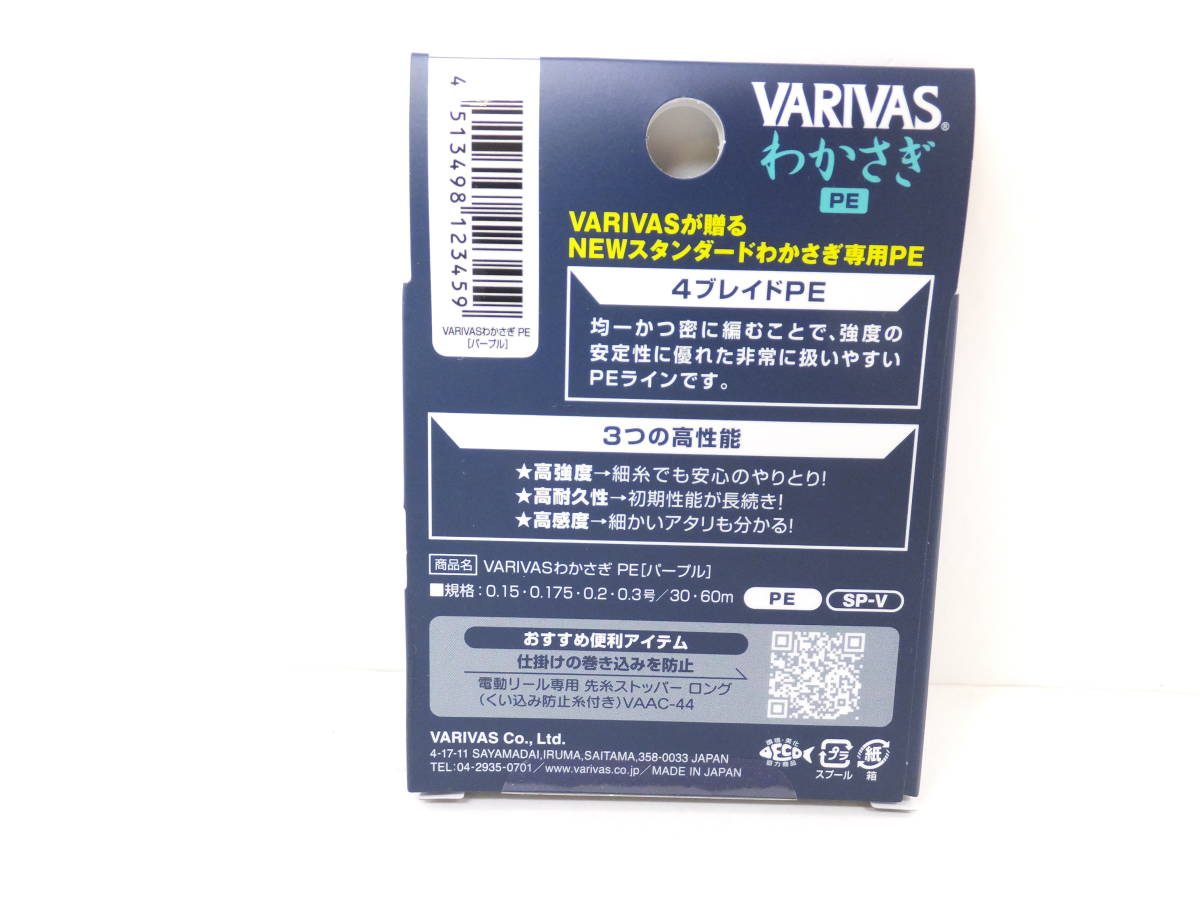 4 513498 123459
VARIVASわかさぎ PE
[パープル]
VARIVAS®
わかさぎ
PE
VARIVASが贈る
NEWスタンダードわかさぎ専用PE
4ブレイドPE
均一かつ密に編むことで、強度の
安定性に優れた非常に扱いやすい
PEラインです。
3つの高性能
★高強度→細糸でも安心のやりとり!
★高耐久性→初期性能が長続き!
★高感度→細かいアタリも分かる!
商品名 VARIVASわかさぎ PE[パープル]
■規格:0.15・0.175・0.2・0.3号/30・60m PE SP-V
おすすめ便利アイテム
仕掛けの巻き込みを防止
電動リール専用 先糸ストッパー ロング
(くい込み防止糸付き)VAAC-44
VARIVAS Co., Ltd.
4-17-11 SAYAMADAI,IRUMA,SAITAMA,358-0033 JAPAN
TEL:04-2935-0701/www.varivas.co.jp/MADE IN JAPAN
環境・美化
ECO
協力商品
プラ
スプール
紙
箱